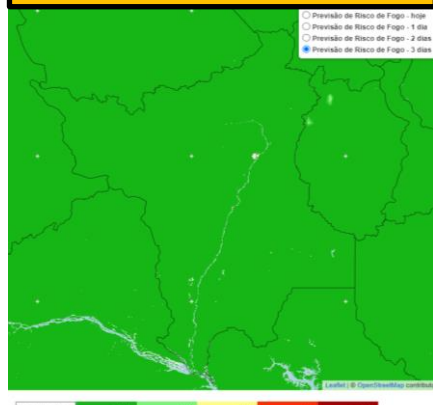 Previsão de Risco de Fogo - hoje
Previsão de Risco de Fogo - 1 dia
Previsão de Risco de Fogo - 2 dias
Previsão de Risco de Fogo - 3 dias
Leaflet | © OpenStreetMap contributo